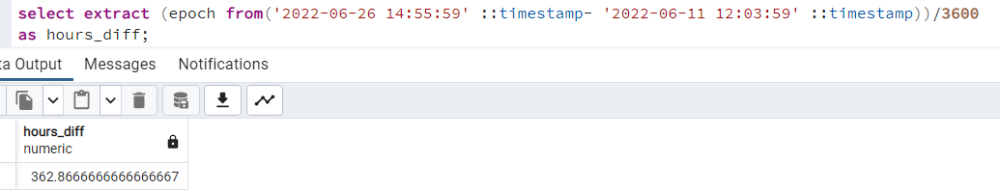 select extract (epoch from('2022-06-26 14:55:59' ::timestamp- '2022-06-11 12:03:59' ::timestamp))/3600
as hours_diff;
ta Output Messages Notifications
hours_diff
numeric
362.8666666666666667